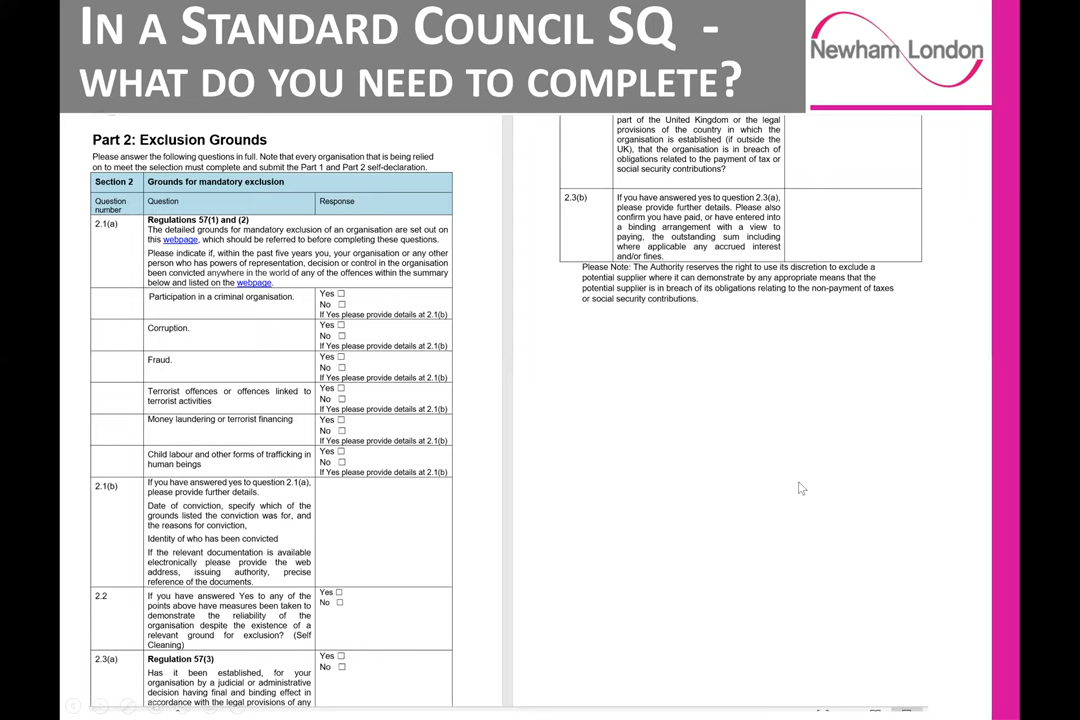 IN A STANDARD COUNCIL SQ -
WHAT DO YOU NEED TO COMPLETE?
Newham London
Part 2: Exclusion Grounds
Please answer the following questions in full. Note that every organisation that is being relied
on to meet the selection must complete and submit the Part 1 and Part 2 self-declaration.
Section 2 Grounds for mandatory exclusion
Question
number
Question
Response
2.1(a)
Regulations 57(1) and (2)
The detailed grounds for mandatory exclusion of an organisation are set out on
this webpage, which should be referred to before completing these questions.
Please indicate if, within the past five years you, your organisation or any other
person who has powers of representation, decision or control in the organisation
been convicted anywhere in the world of any of the offences within the summary
below and listed on the webpage.
Participation in a criminal organisation.
Yes ☐
No ☐
If Yes please provide details at 2.1(b)
Corruption.
Yes ☐
No ☐
If Yes please provide details at 2.1(b)
Fraud.
Yes ☐
No ☐
If Yes please provide details at 2.1(b)
Terrorist offences or offences linked to
terrorist activities
Yes ☐
No ☐
If Yes please provide details at 2.1(b)
Money laundering or terrorist financing
Yes ☐
No ☐
If Yes please provide details at 2.1(b)
Child labour and other forms of trafficking in
human beings
Yes ☐
No ☐
If Yes please provide details at 2.1(b)
2.1(b)
If you have answered yes to question 2.1(a),
please provide further details.
Date of conviction, specify which of the
grounds listed the conviction was for, and
the reasons for conviction,
Identity of who has been convicted
If the relevant documentation is available
electronically please provide the web
address, issuing authority, precise
reference of the documents.
2.2
If you have answered Yes to any of the
points above have measures been taken to
demonstrate the reliability of the
organisation despite the existence of a
relevant ground for exclusion? (Self
Cleaning)
Yes ☐
No ☐
2.3(a)
Regulation 57(3)
Has it been established, for your
organisation by a judicial or administrative
decision having final and binding effect in
accordance with the legal provisions of any
Yes ☐
No ☐
part of the United Kingdom or the legal
provisions of the country in which the
organisation is established (if outside the
UK), that the organisation is in breach of
obligations related to the payment of tax or
social security contributions?
2.3(b)
If you have answered yes to question 2.3(a),
please provide further details. Please also
confirm you have paid, or have entered into
a binding arrangement with a view to
paying, the outstanding sum including
where applicable any accrued interest
and/or fines.
Please Note: The Authority reserves the right to use its discretion to exclude a
potential supplier where it can demonstrate by any appropriate means that the
potential supplier is in breach of its obligations relating to the non-payment of taxes
or social security contributions.